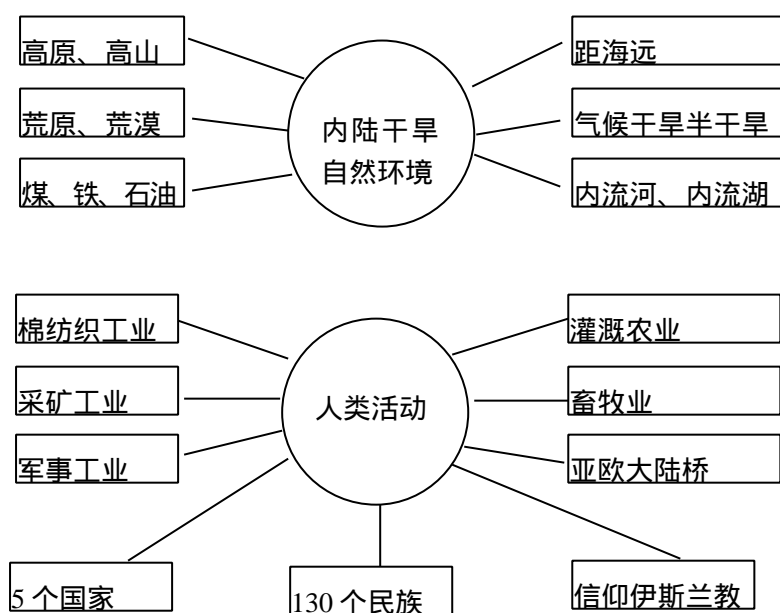 高原、高山
距海远
荒原、荒漠
内陆干旱
自然环境
气候干旱半干旱
煤、铁、石油
内流河、内流湖
棉纺织工业
灌溉农业
采矿工业
人类活动
畜牧业
军事工业
亚欧大陆桥
5 个国家
130 个民族
信仰伊斯兰教